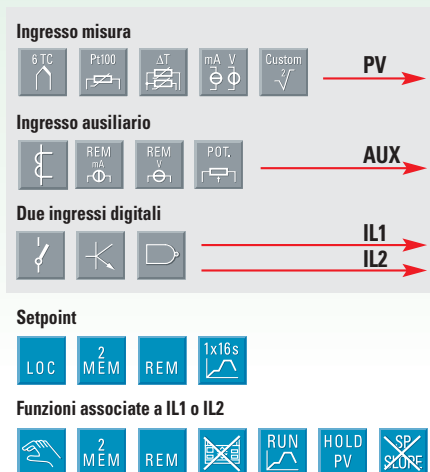 Ingresso misura
6 TC Pt100 ΔT mA V Custom
√
PV
Ingresso ausiliario
REM mA REM V POT.
AUX
Due ingressi digitali
IL1
IL2
Setpoint
LOC 2 MEM REM 1x16s
Funzioni associate a IL1 o IL2
2 MEM REM RUN HOLD PV SP SLOPE